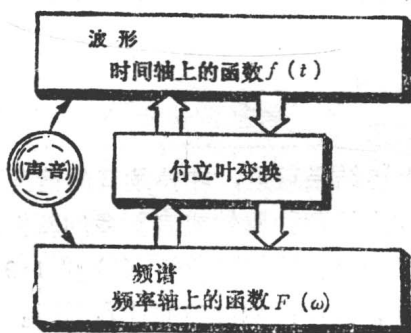 波形
时间轴上的函数 f (t)
(声音)
付立叶变换
频谱
频率轴上的函数 F (ω)